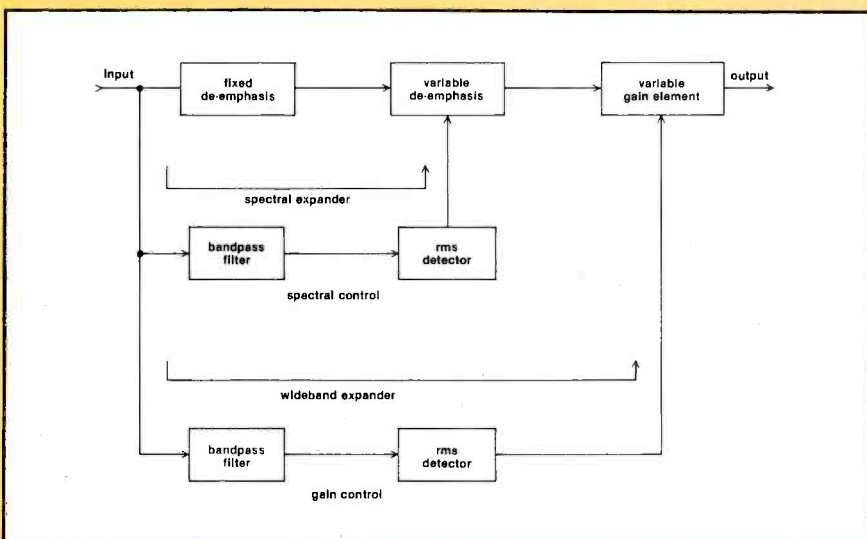 Input
fixed
de-emphasis
variable
de-emphasis
variable
gain element
output
spectral expander
bandpass
filter
rms
detector
spectral control
wideband expander
bandpass
filter
rms
detector
gain control